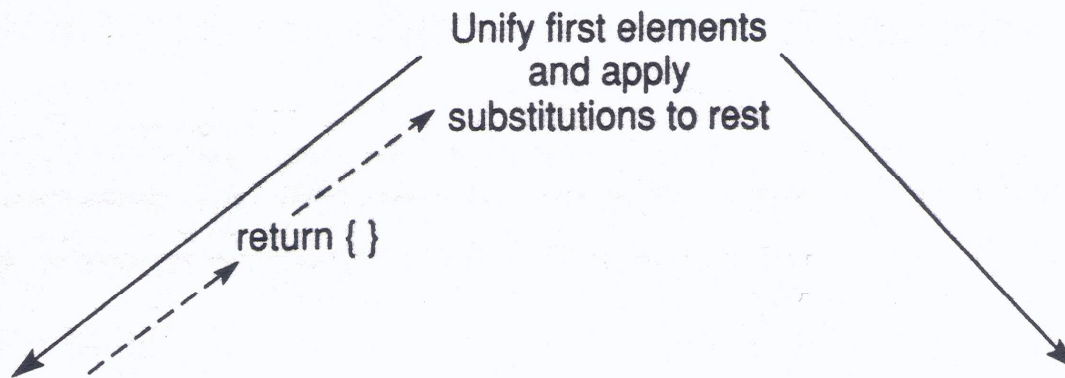 Unify first elements
and apply
substitutions to rest
return { }